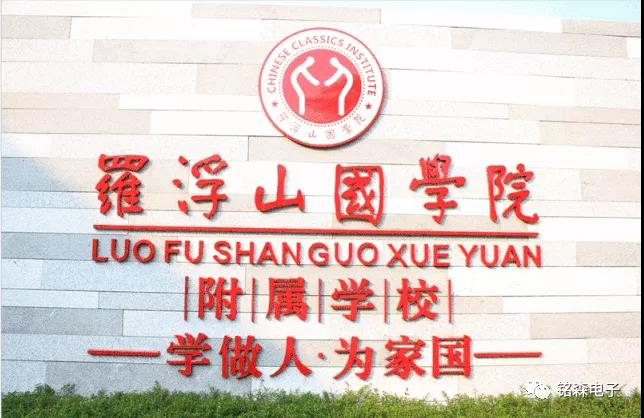 CHINESE CLASSICS INSTITUTE
罗浮山國學院
羅浮山國學院
LUO FU SHAN GUO XUE YUAN
附属学校
学做人·为家国
铭森电子